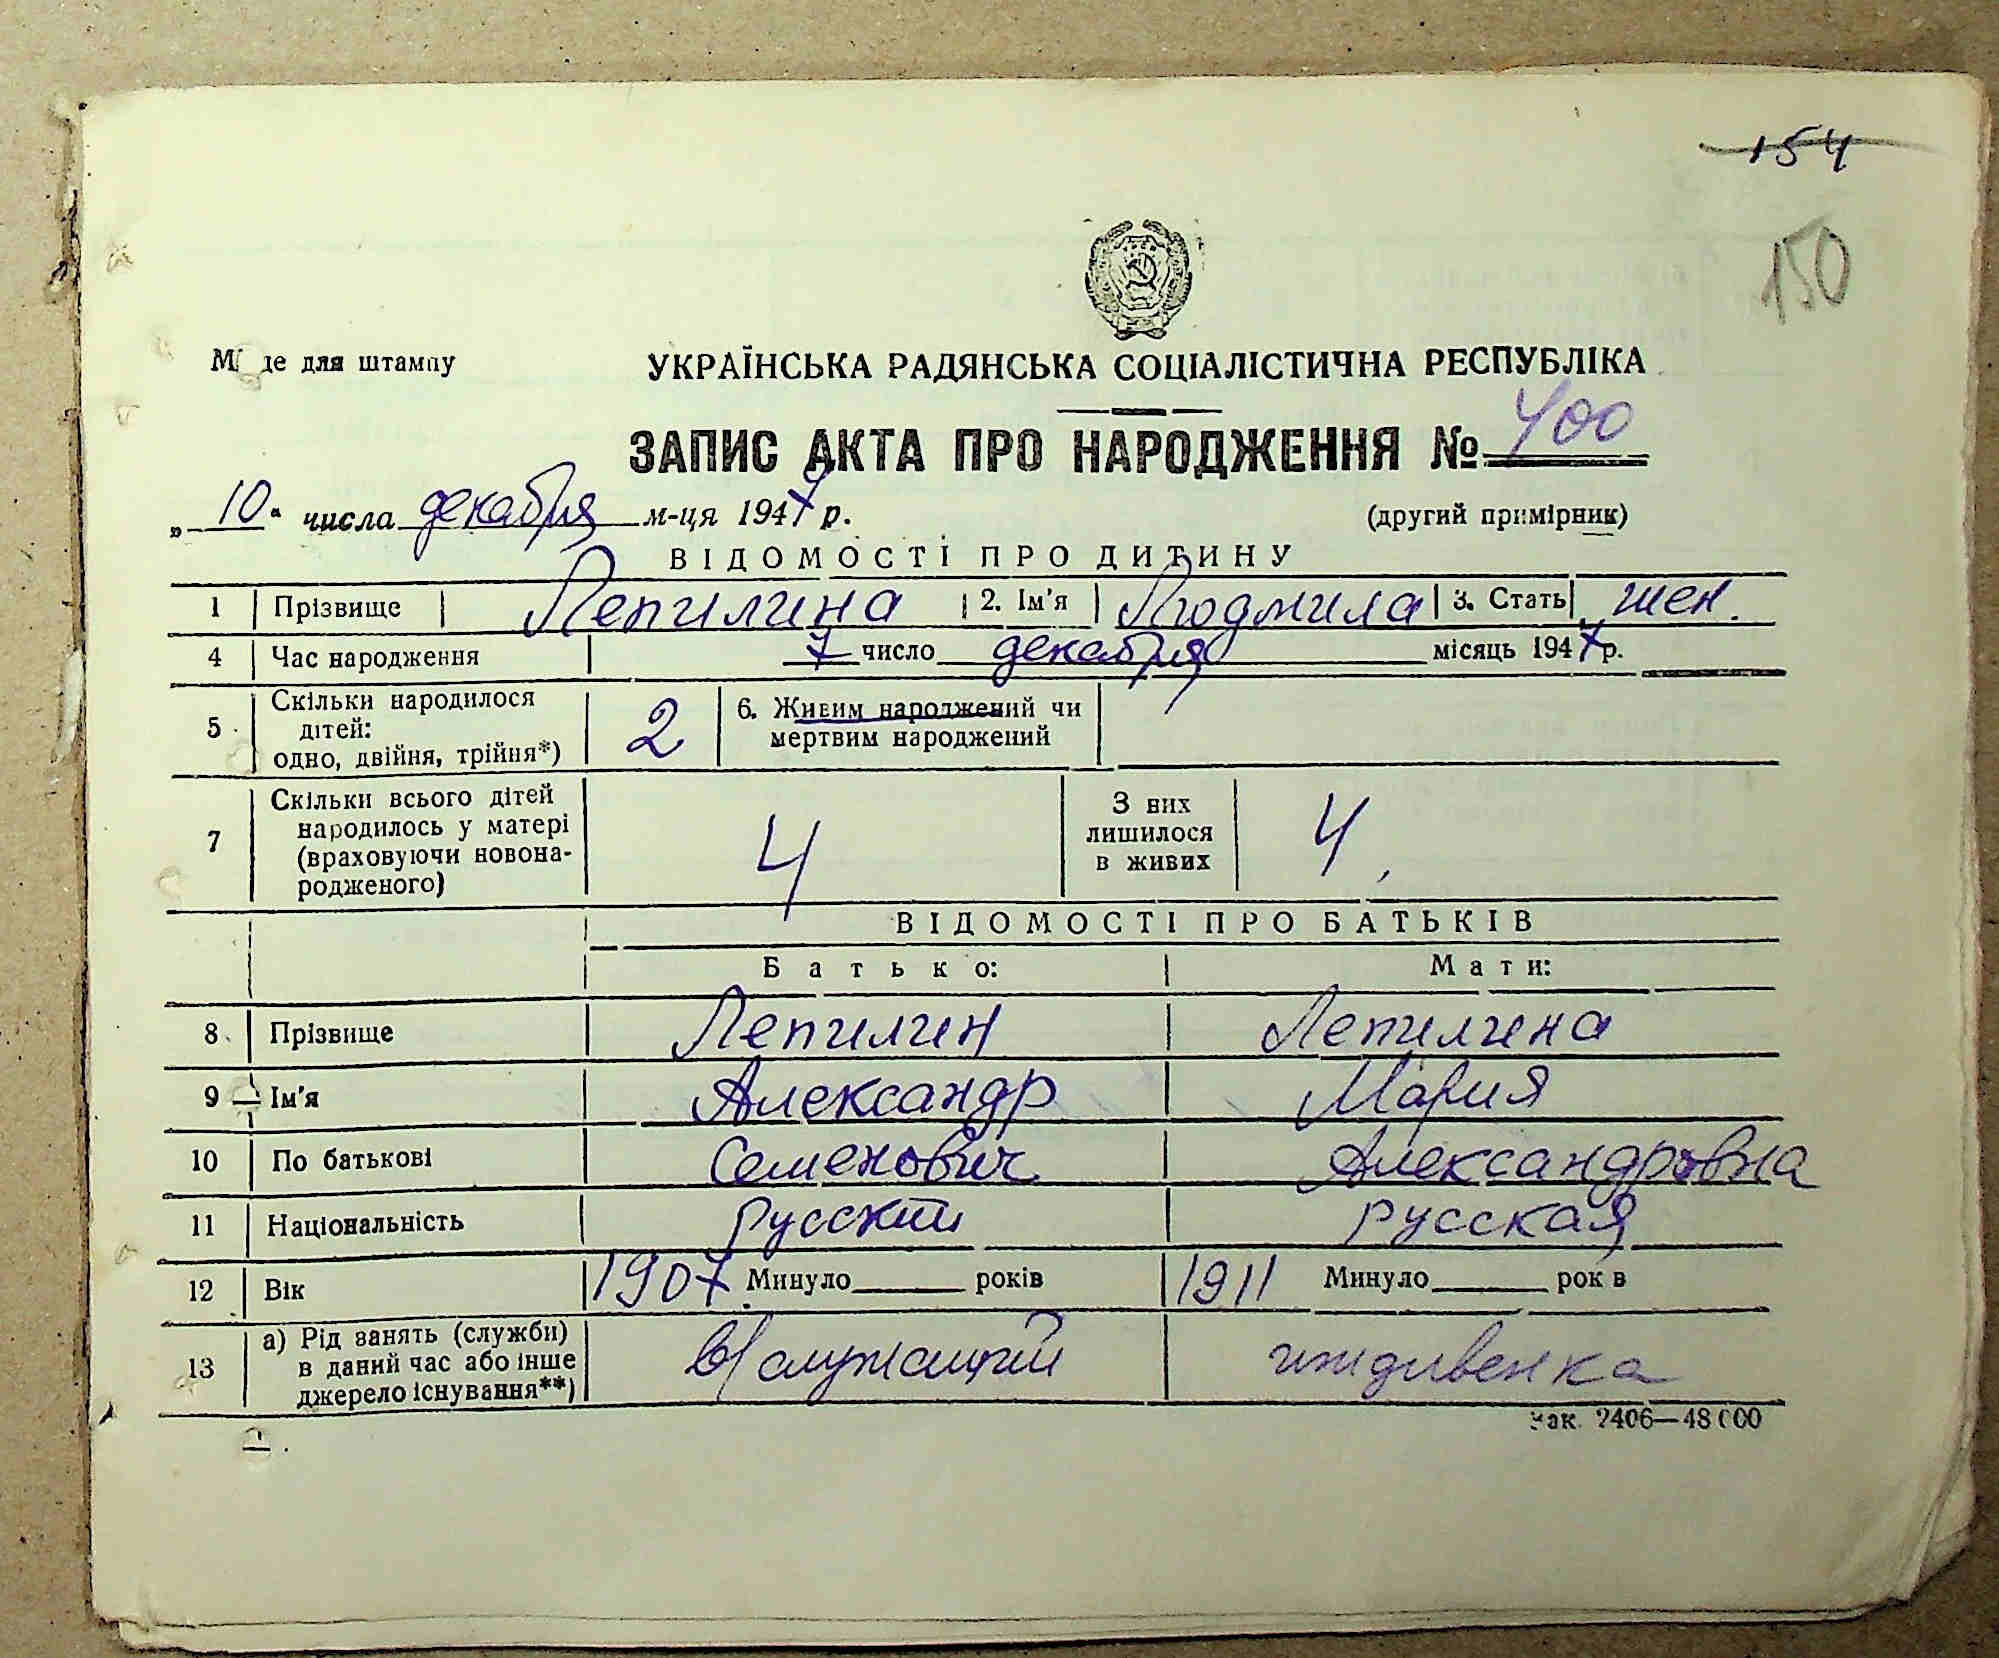 154
150
Місце для штампу
УКРАЇНСЬКА РАДЯНСЬКА СОЦІАЛІСТИЧНА РЕСПУБЛІКА
ЗАПИС АКТА ПРО НАРОДЖЕННЯ № 400
„10“ числа декабря м-ця 1947 р. (другий примірник)
ВІДОМОСТІ ПРО ДИТИНУ
1 Прізвище Лепилина 2. Ім'я Людмила 3. Стать жен.
4 Час народження 7 число декабря місяць 1947 р.
5 Скільки народилося дітей: одно, двійня, трійня*) 2 6. Живим народжений чи мертвим народжений
7 Скільки всього дітей народилось у матері (враховуючи новонародженого) 4 З них лишилося в живих 4,
ВІДОМОСТІ ПРО БАТЬКІВ
Батько: Мати:
8 Прізвище Лепилин Лепилина
9 Ім'я Александр Мария
10 По батькові Семенович Александровна
11 Національність Русский русская
12 Вік 1907 Минуло років 1911 Минуло рок в
13 а) Рід занять (служби) в даний час або інше джерело існування**) в/служащий иждивенка
Зак. 2406—48000